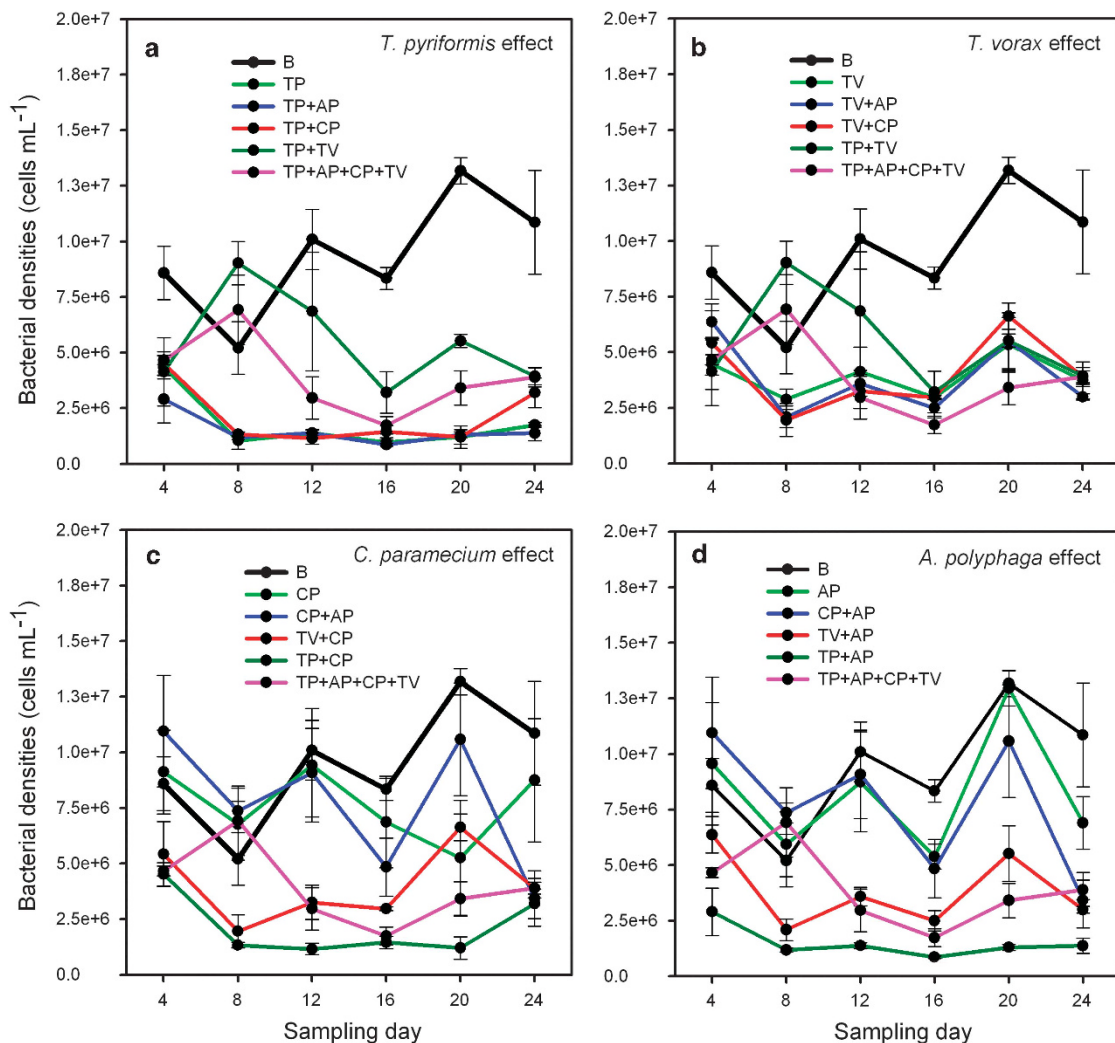 a
T. pyriformis effect
B
TP
TP+AP
TP+CP
TP+TV
TP+AP+CP+TV
Bacterial densities (cells mL⁻¹)
2.0e+7
1.8e+7
1.5e+7
1.3e+7
1.0e+7
7.5e+6
5.0e+6
2.5e+6
0.0
4 8 12 16 20 24
b
T. vorax effect
B
TV
TV+AP
TV+CP
TP+TV
TP+AP+CP+TV
2.0e+7
1.8e+7
1.5e+7
1.3e+7
1.0e+7
7.5e+6
5.0e+6
2.5e+6
0.0
4 8 12 16 20 24
c
C. paramecium effect
B
CP
CP+AP
TV+CP
TP+CP
TP+AP+CP+TV
Bacterial densities (cells mL⁻¹)
2.0e+7
1.8e+7
1.5e+7
1.3e+7
1.0e+7
7.5e+6
5.0e+6
2.5e+6
0.0
4 8 12 16 20 24
Sampling day
d
A. polyphaga effect
B
AP
CP+AP
TV+AP
TP+AP
TP+AP+CP+TV
2.0e+7
1.8e+7
1.5e+7
1.3e+7
1.0e+7
7.5e+6
5.0e+6
2.5e+6
0.0
4 8 12 16 20 24
Sampling day